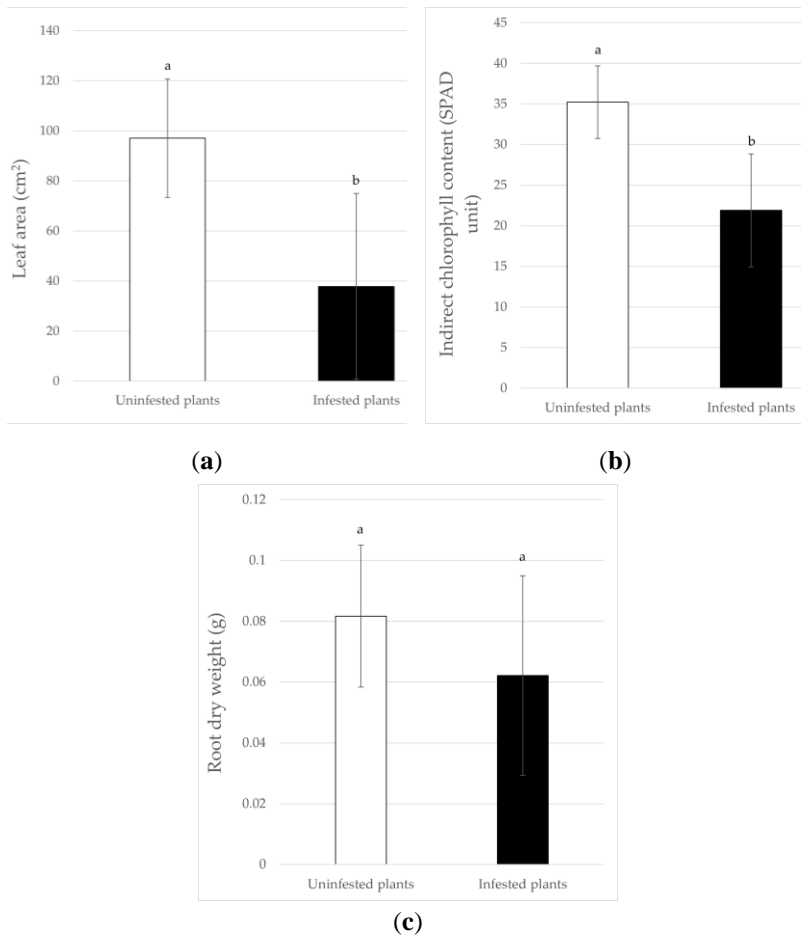 Leaf area (cm²)
140
120
100
80
60
40
20
0
a
b
Uninfested plants
Infested plants
(a)
Indirect chlorophyll content (SPAD
unit)
45
40
35
30
25
20
15
10
5
0
a
b
Uninfested plants
Infested plants
(b)
Root dry weight (g)
0.12
0.1
0.08
0.06
0.04
0.02
0
a
a
Uninfested plants
Infested plants
(c)